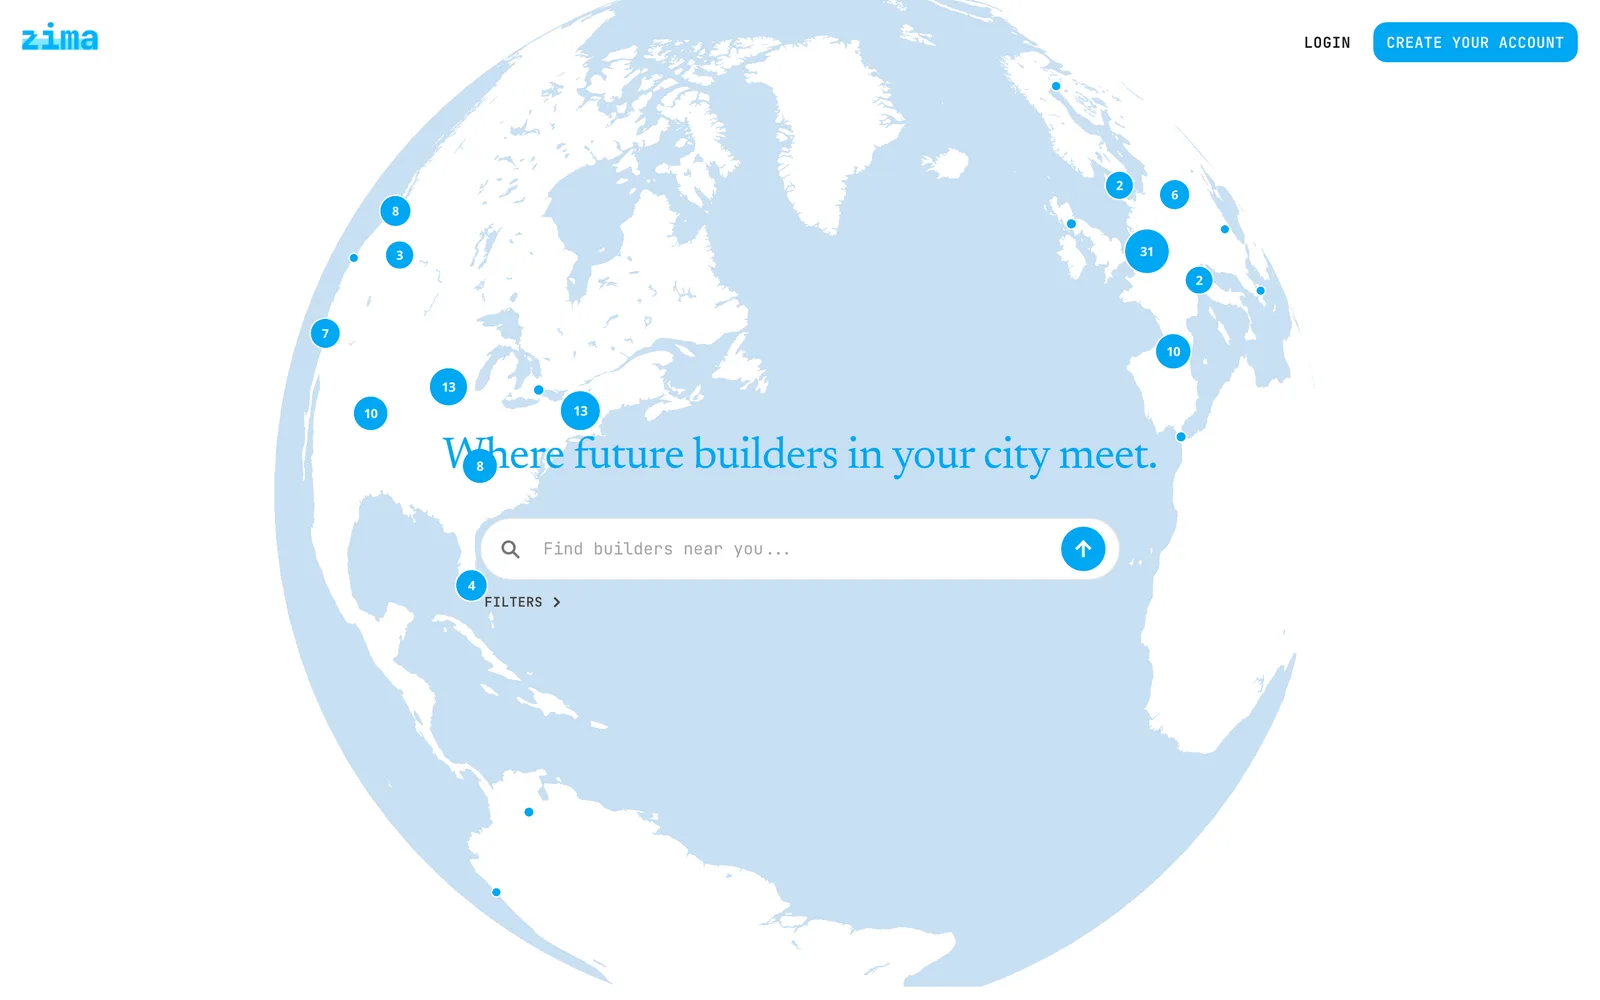 zima
LOGIN
CREATE YOUR ACCOUNT
2
6
8
31
3
2
7
10
13
10
13
Where future builders in your city meet.
8
Find builders near you...
4
FILTERS